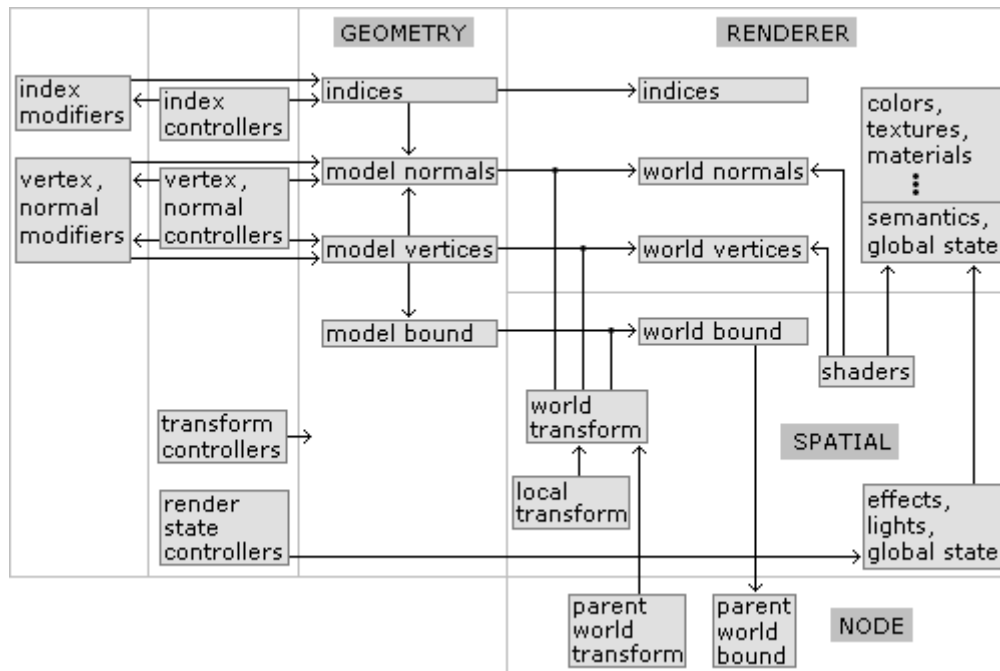 GEOMETRY
RENDERER
index
modifiers
index
controllers
indices
indices
colors,
textures,
materials
semantics,
global state
vertex,
normal
modifiers
vertex,
normal
controllers
model normals
world normals
model vertices
world vertices
model bound
world bound
shaders
transform
controllers
world
transform
SPATIAL
render
state
controllers
local
transform
effects,
lights,
global state
parent
world
transform
parent
world
bound
NODE